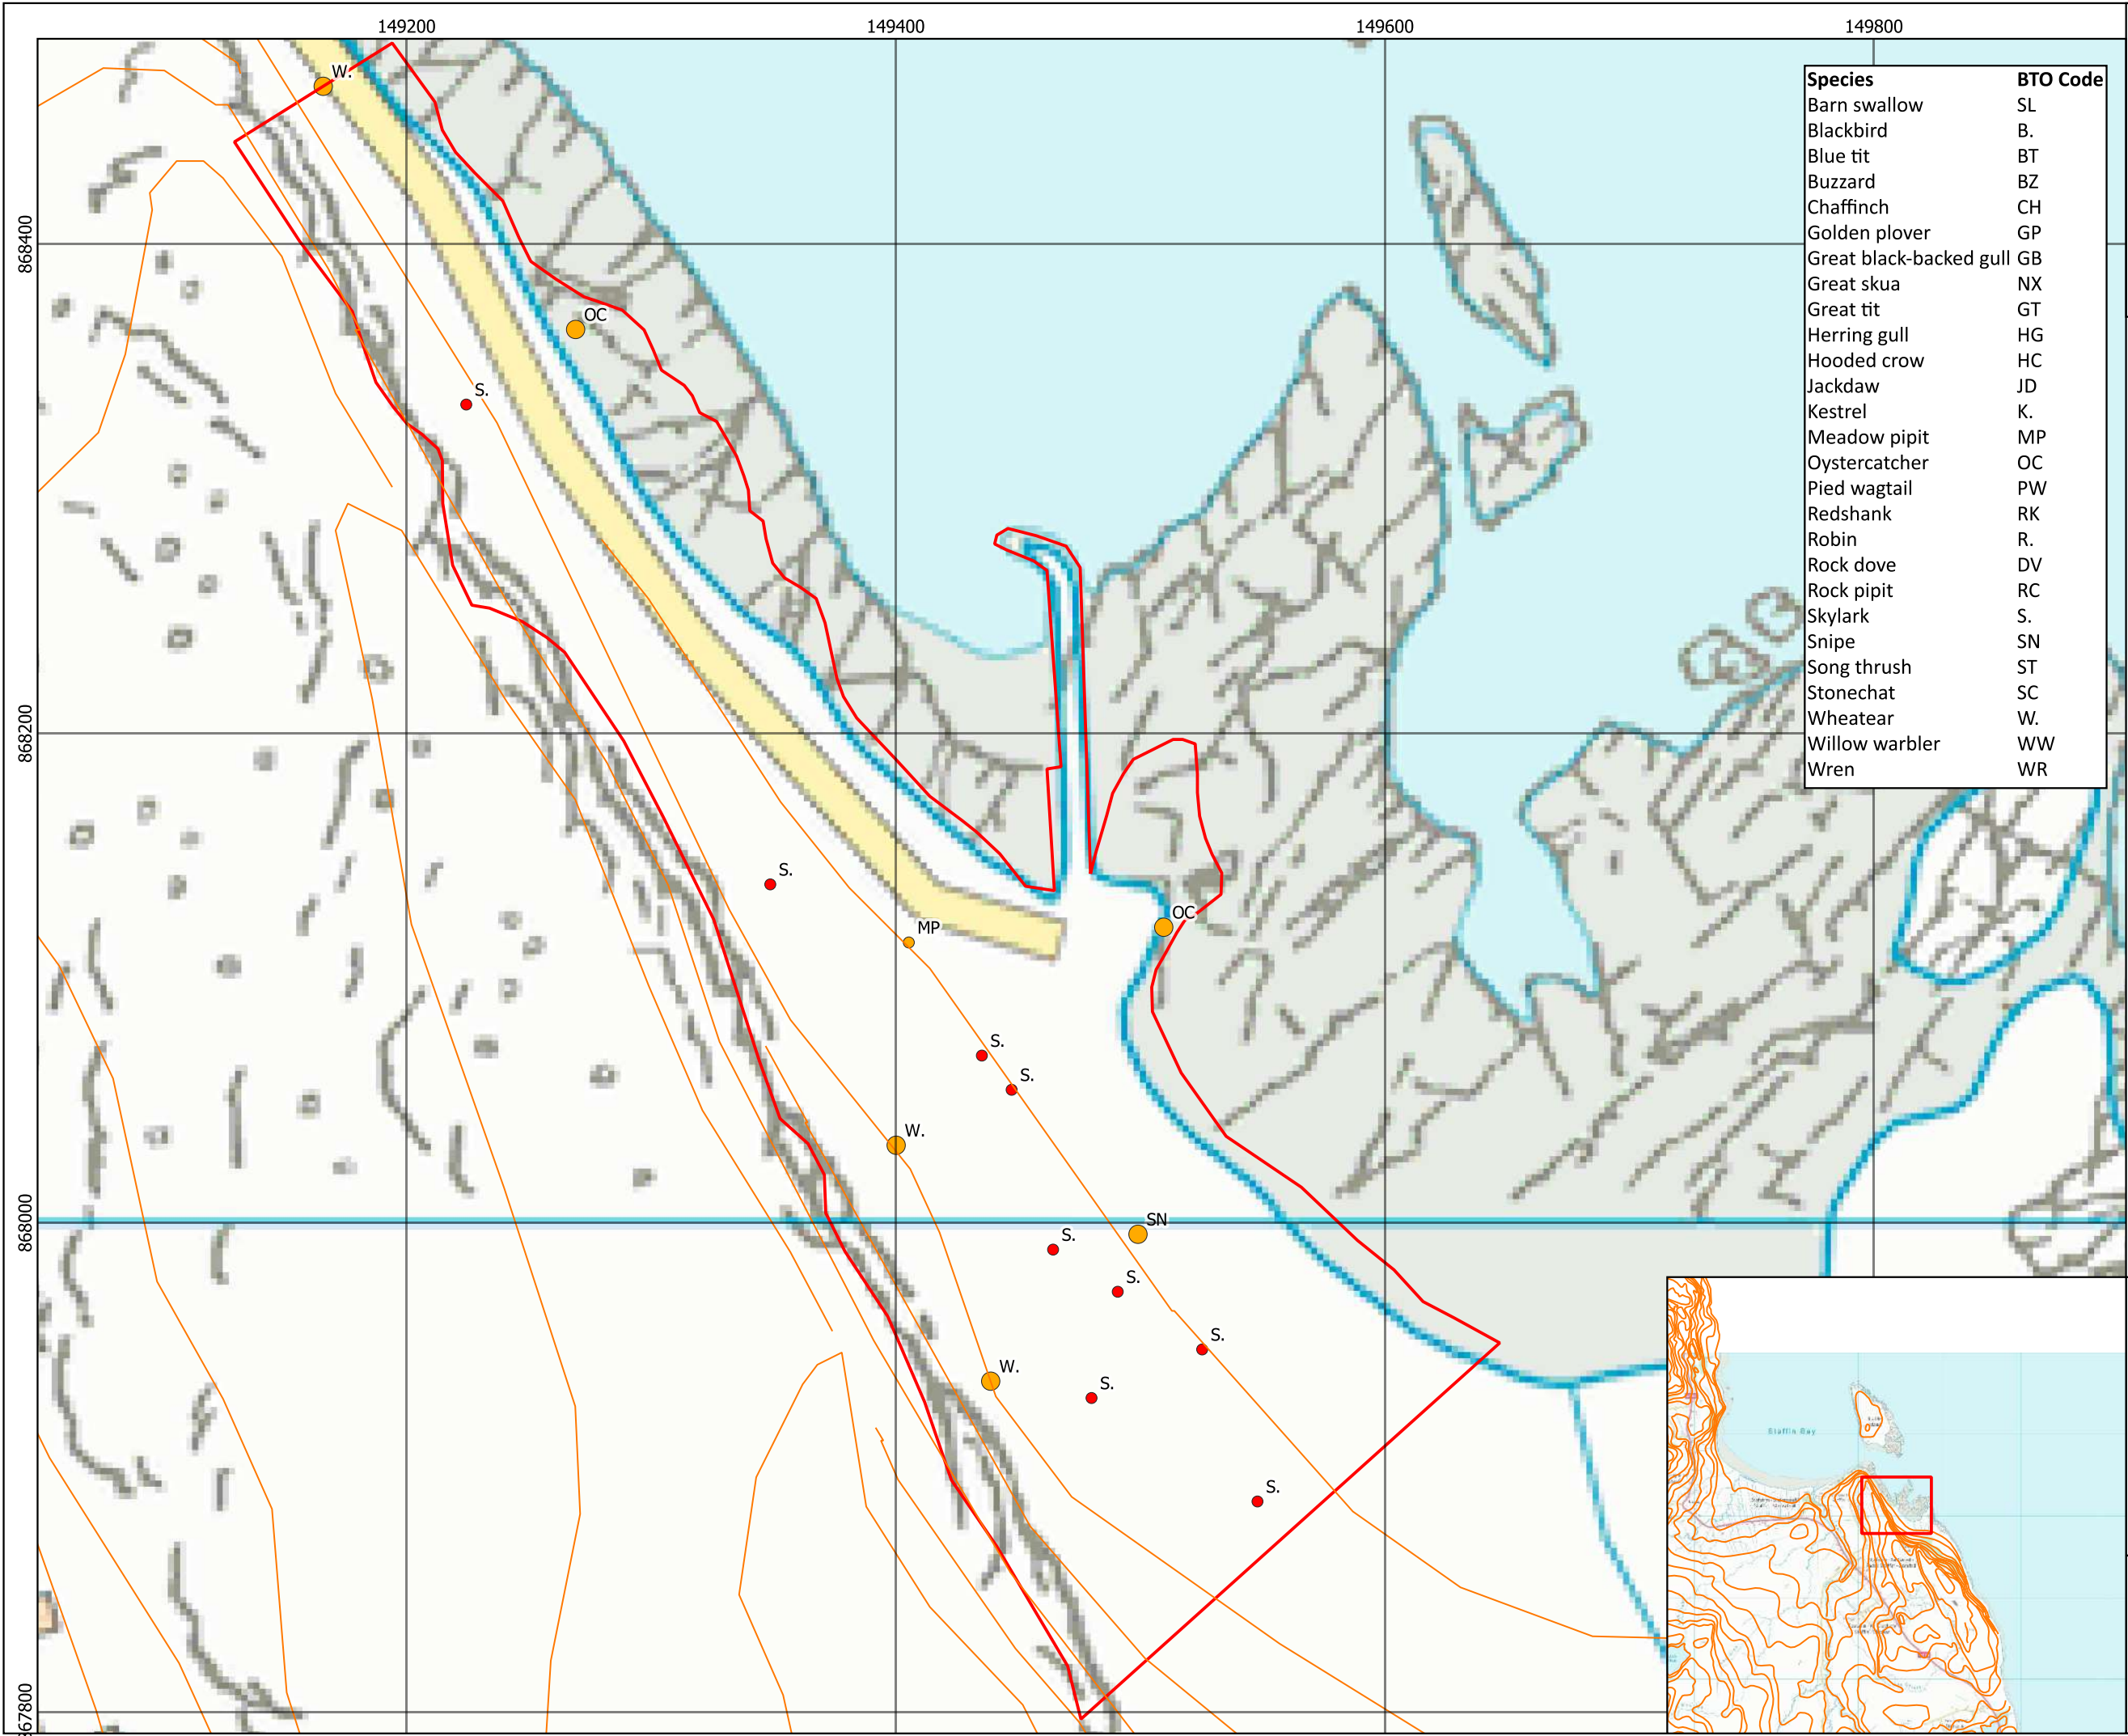 149200 149400 149600 149800
868400
868200
868000
867800
Species BTO Code
Barn swallow SL
Blackbird B.
Blue tit BT
Buzzard BZ
Chaffinch CH
Golden plover GP
Great black-backed gull GB
Great skua NX
Great tit GT
Herring gull HG
Hooded crow HC
Jackdaw JD
Kestrel K.
Meadow pipit MP
Oystercatcher OC
Pied wagtail PW
Redshank RK
Robin R.
Rock dove DV
Rock pipit RC
Skylark S.
Snipe SN
Song thrush ST
Stonechat SC
Wheatear W.
Willow warbler WW
Wren WR
W.
OC
S.
S.
OC
MP
S.
S.
W.
SN
S.
S.
S.
W.
S.
S.
Staffin Bay